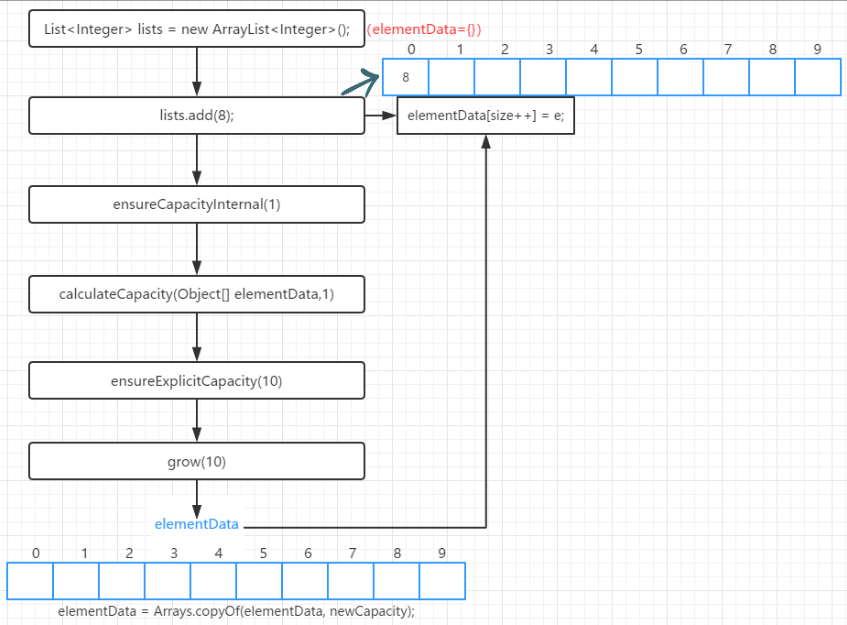 List<Integer> lists = new ArrayList<Integer>(); (elementData={})
0 1 2 3 4 5 6 7 8 9
8
lists.add(8);
elementData[size++] = e;
ensureCapacityInternal(1)
calculateCapacity(Object[] elementData,1)
ensureExplicitCapacity(10)
grow(10)
elementData
0 1 2 3 4 5 6 7 8 9
elementData = Arrays.copyOf(elementData, newCapacity);